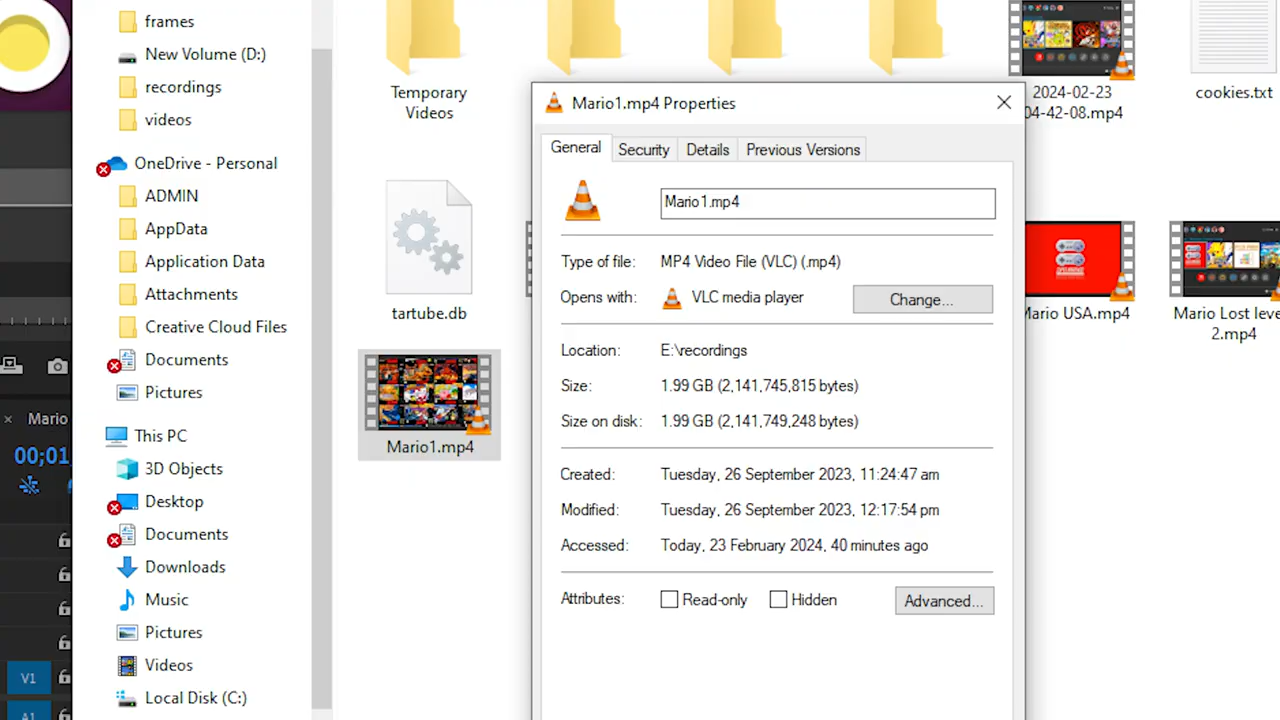 frames
New Volume (D:)
recordings
videos
OneDrive - Personal
ADMIN
AppData
Application Data
Attachments
Creative Cloud Files
Documents
Pictures
This PC
3D Objects
Desktop
Documents
Downloads
Music
Pictures
Videos
Local Disk (C:)
× Mario
00;01
V1
A1
Temporary
Videos
2024-02-23
04-42-08.mp4
cookies.txt
tartube.db
Mario1.mp4
Mario USA.mp4
Mario Lost leve
2.mp4
Mario1.mp4 Properties
General
Security
Details
Previous Versions
Mario1.mp4
Type of file: MP4 Video File (VLC) (.mp4)
Opens with: VLC media player
Change...
Location: E:\recordings
Size: 1.99 GB (2,141,745,815 bytes)
Size on disk: 1.99 GB (2,141,749,248 bytes)
Created: Tuesday, 26 September 2023, 11:24:47 am
Modified: Tuesday, 26 September 2023, 12:17:54 pm
Accessed: Today, 23 February 2024, 40 minutes ago
Attributes: Read-only Hidden
Advanced...